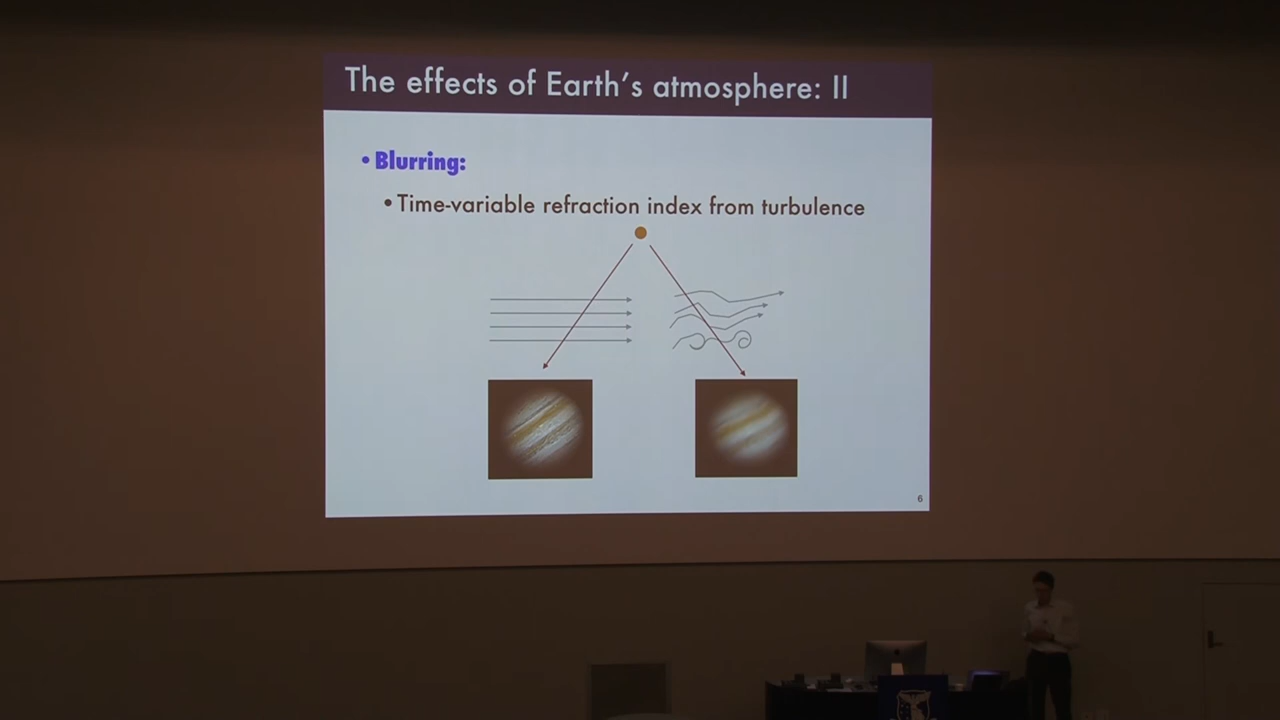 The effects of Earth's atmosphere: II
• Blurring:
• Time-variable refraction index from turbulence
6